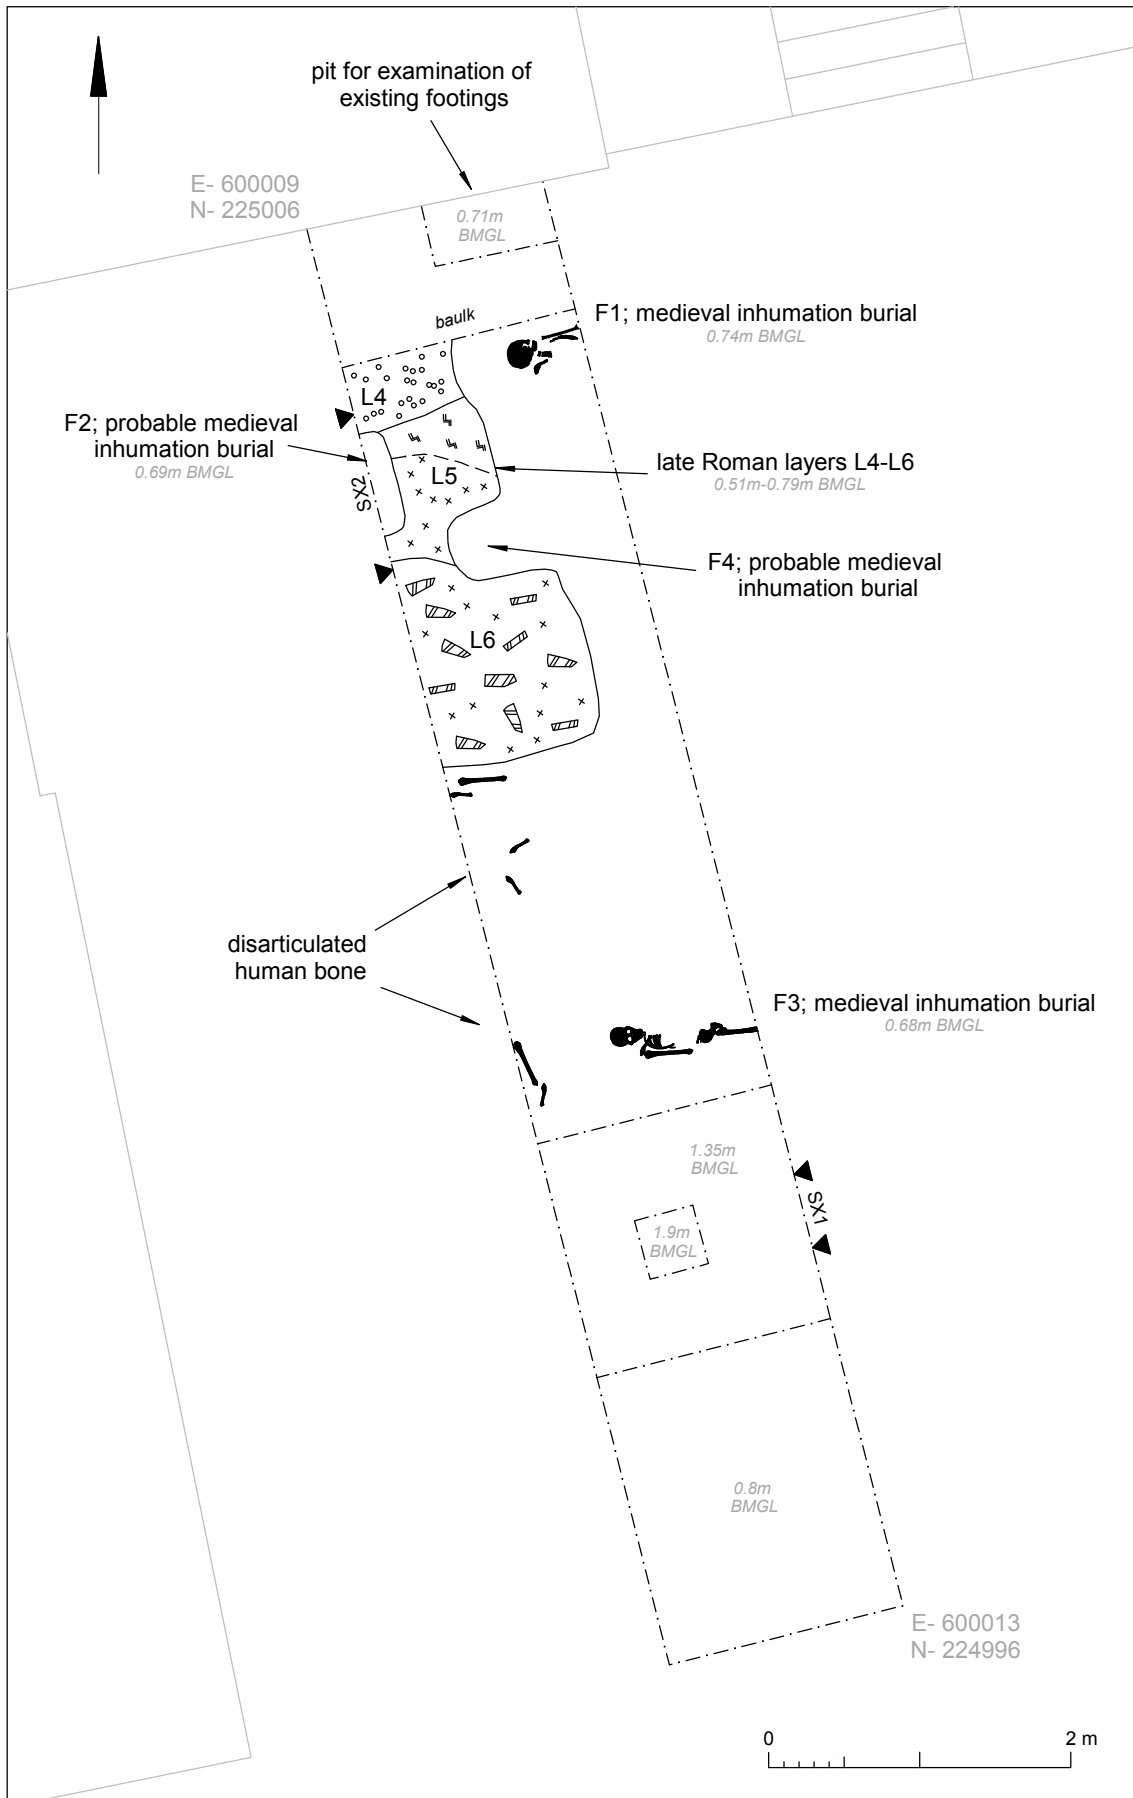 pit for examination of
existing footings
E- 600009
N- 225006
0.71m
BMGL
baulk
F1; medieval inhumation burial
0.74m BMGL
L4
F2; probable medieval
inhumation burial
0.69m BMGL
SX2
L5
late Roman layers L4-L6
0.51m-0.79m BMGL
F4; probable medieval
inhumation burial
L6
disarticulated
human bone
F3; medieval inhumation burial
0.68m BMGL
1.35m
BMGL
SX1
1.9m
BMGL
0.8m
BMGL
E- 600013
N- 224996
0 2 m